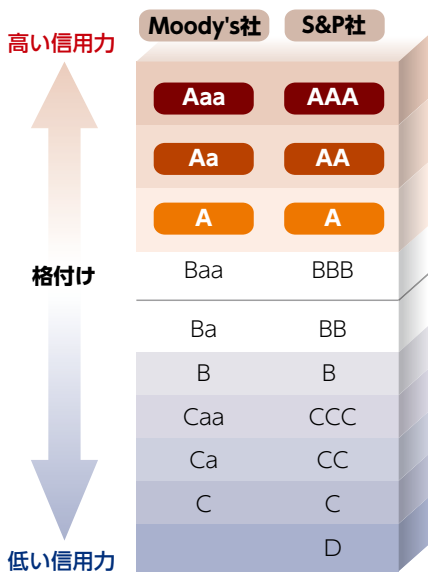 Moody's社 S&P社
高い信用力
Aaa AAA
Aa AA
A A
格付け
Baa BBB
Ba BB
B B
Caa CCC
Ca CC
C C
D
低い信用力